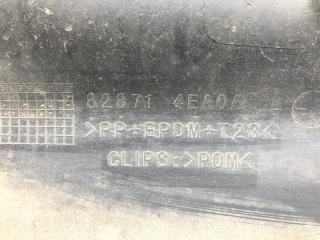 82871 4EA0A
>PP+EPDM+T23<
CLIPS:>POM<